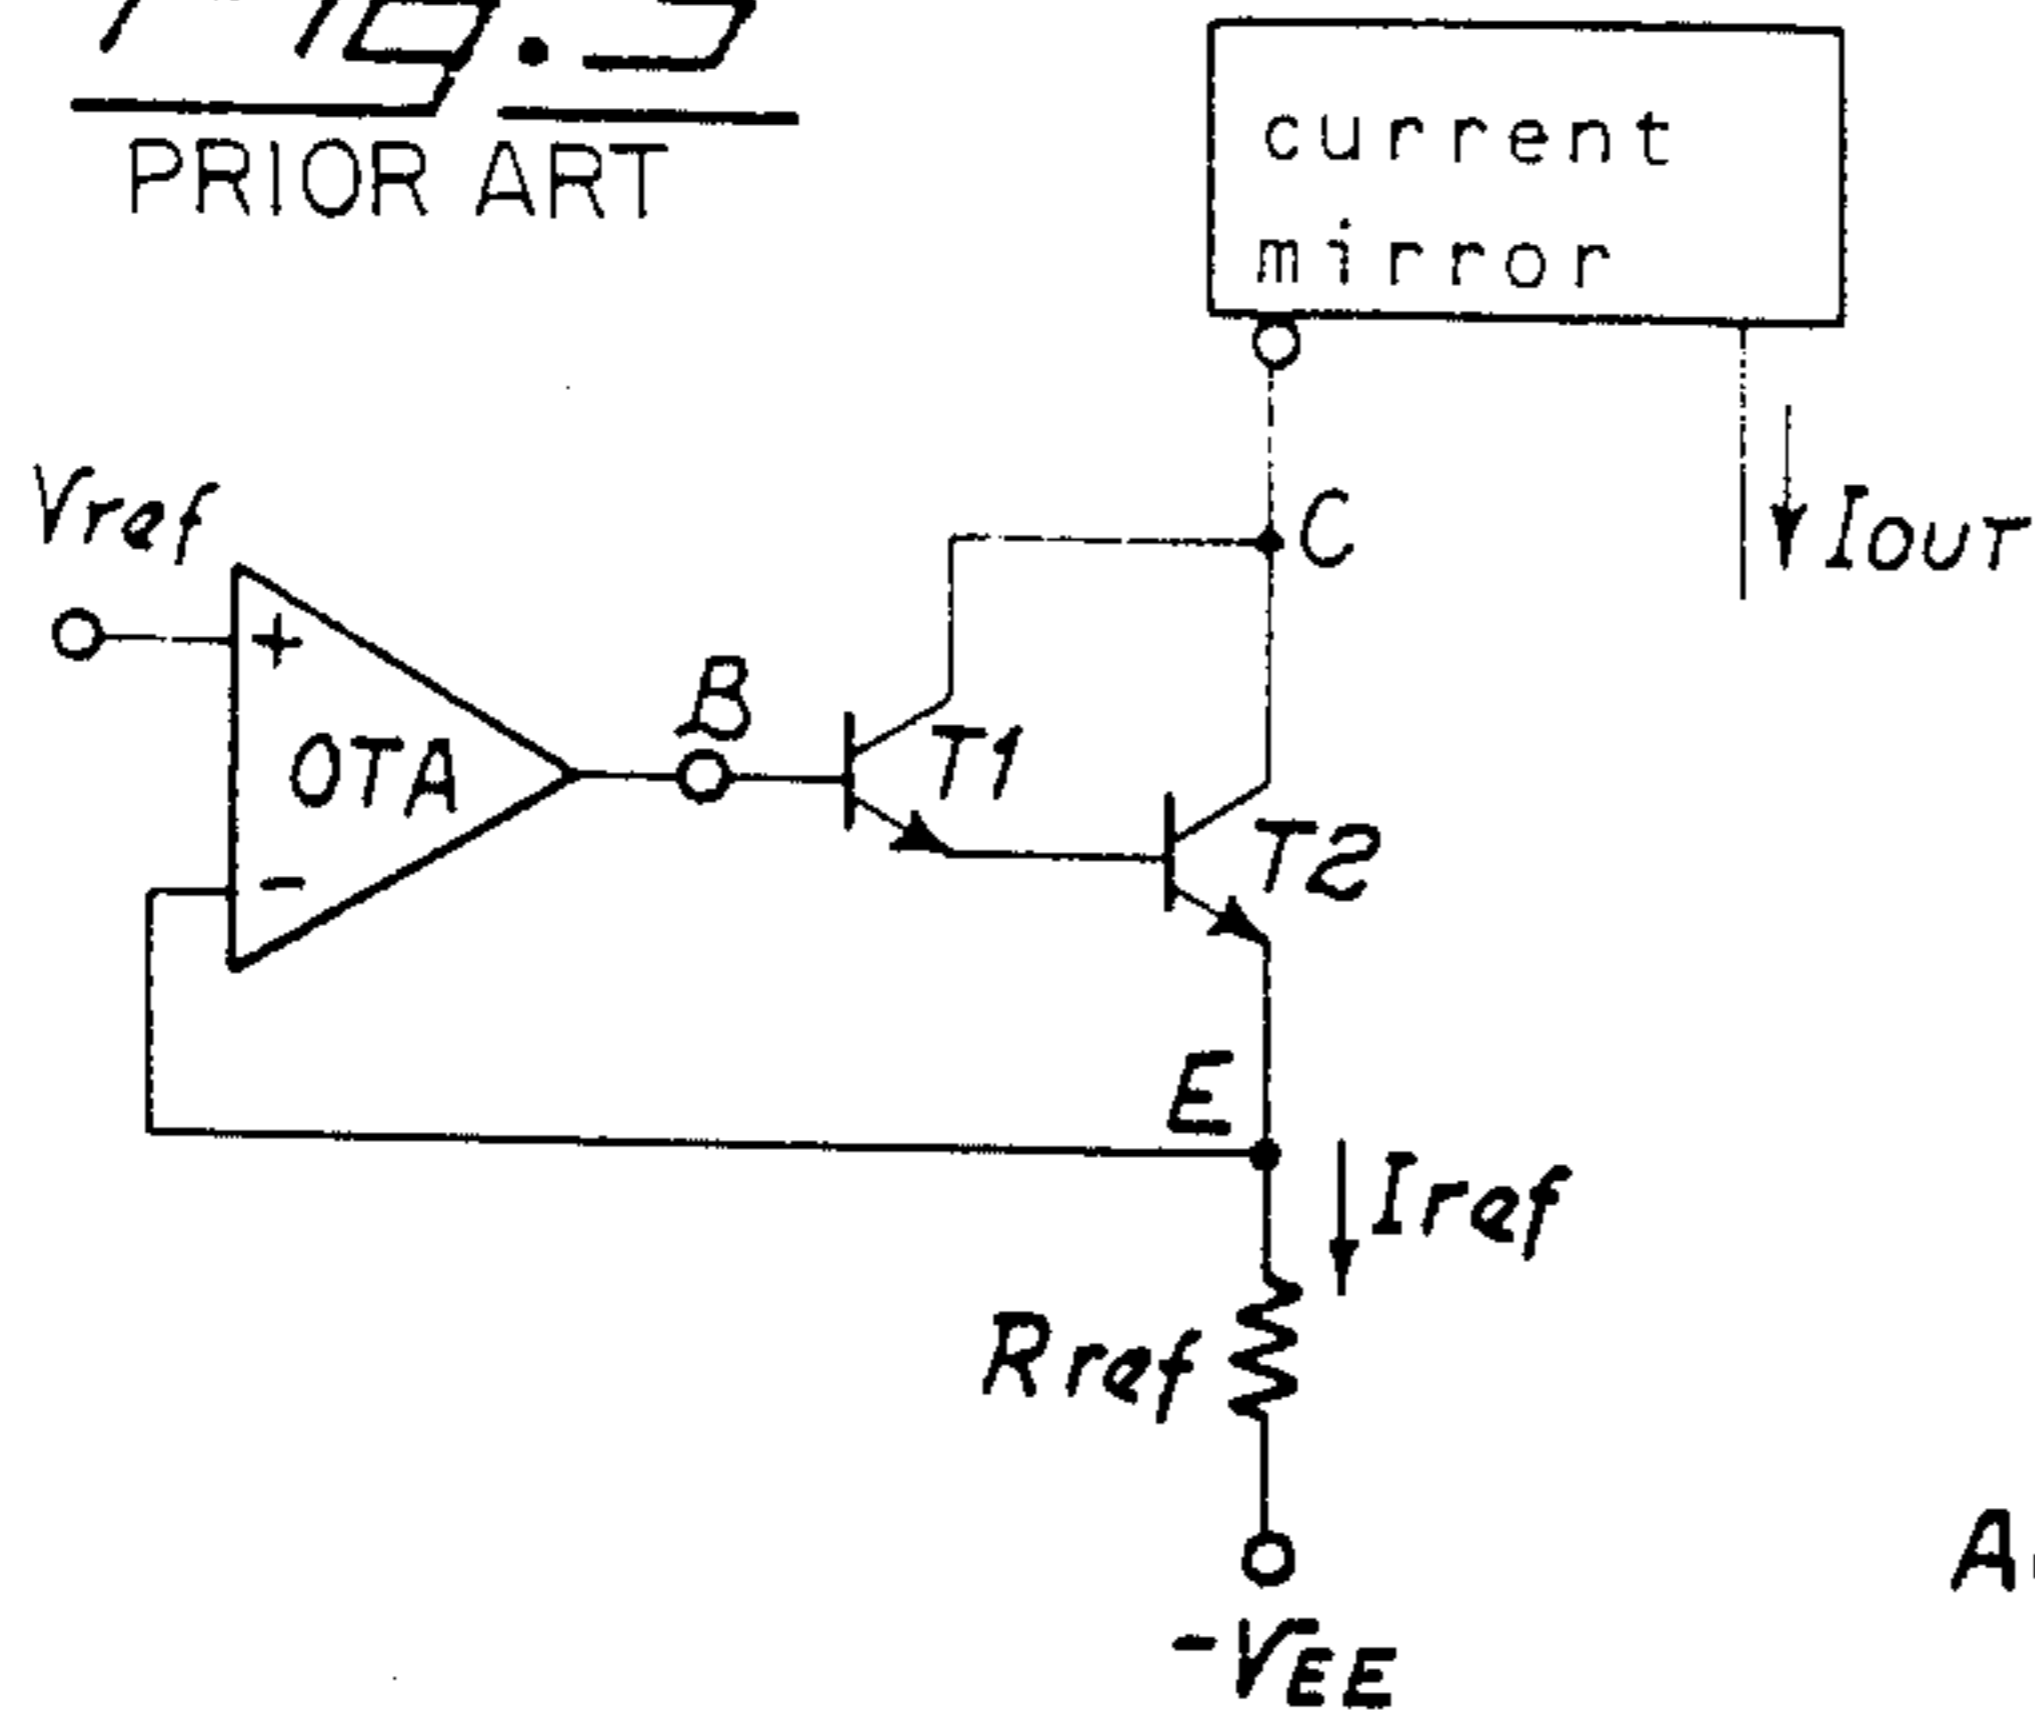 PRIOR ART
current
mirror
Vref
C
IOUT
+
OTA
B
T1
-
T2
E
Iref
Rref
-VEE